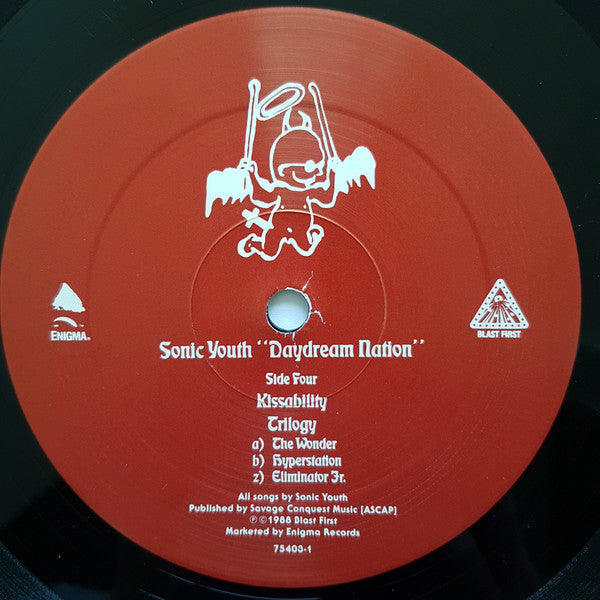 ENIGMA.
BLAST FIRST
Sonic Youth "Daydream Nation"
Side Four
Kissability
Trilogy
a) The Wonder
b) Hyperstation
z) Eliminator Jr.
All songs by Sonic Youth
Published by Savage Conquest Music [ASCAP]
℗ © 1988 Blast First
Marketed by Enigma Records
75403-1